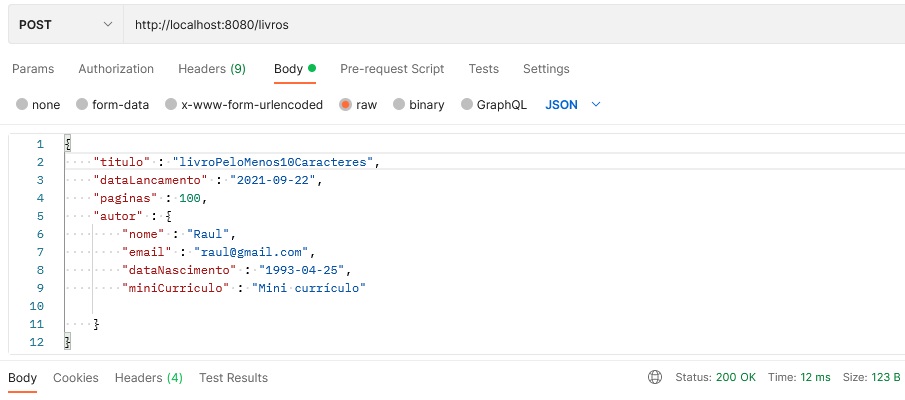 POST http://localhost:8080/livros
Params Authorization Headers (9) Body Pre-request Script Tests Settings
none form-data x-www-form-urlencoded raw binary GraphQL JSON
1 {
2 "titulo" : "livroPeloMenos10Caracteres",
3 "dataLancamento" : "2021-09-22",
4 "paginas" : 100,
5 "autor" : {
6 "nome" : "Raul",
7 "email" : "raul@gmail.com",
8 "dataNascimento" : "1993-04-25",
9 "miniCurriculo" : "Mini currículo"
10
11 }
12 }
Body Cookies Headers (4) Test Results Status: 200 OK Time: 12 ms Size: 123 B